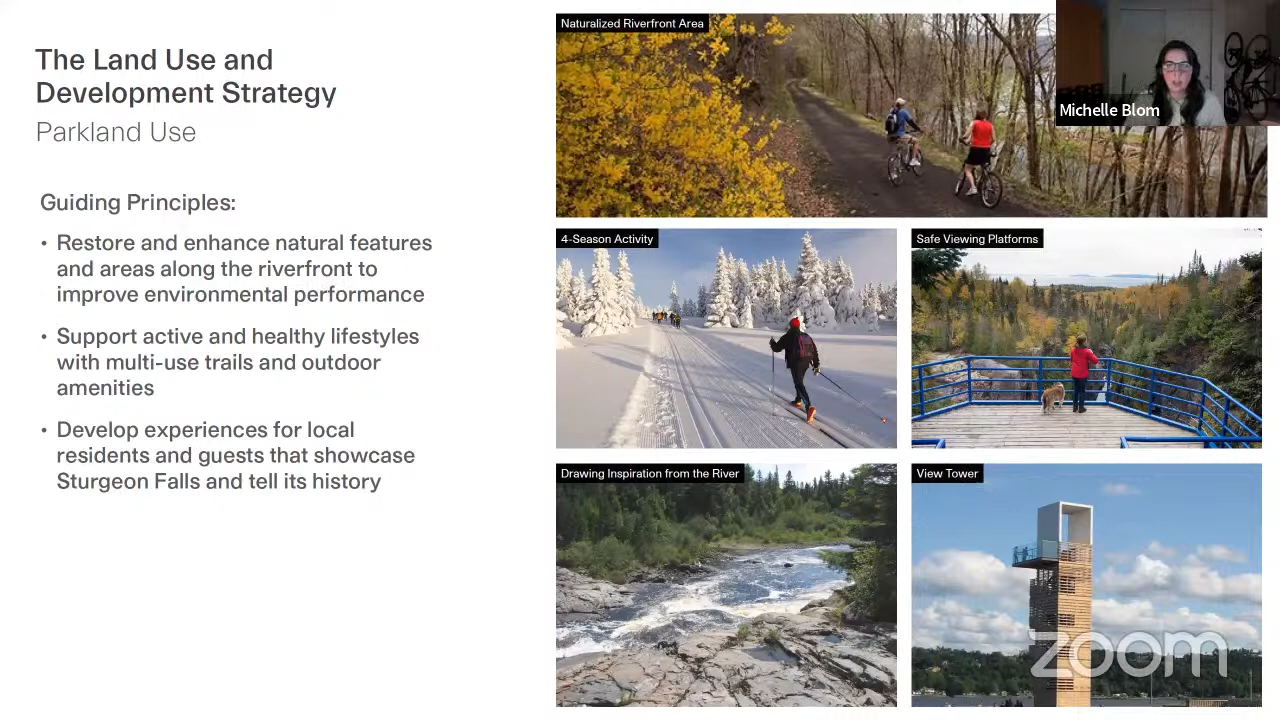 The Land Use and
Development Strategy
Parkland Use
Guiding Principles:
• Restore and enhance natural features
and areas along the riverfront to
improve environmental performance
• Support active and healthy lifestyles
with multi-use trails and outdoor
amenities
• Develop experiences for local
residents and guests that showcase
Sturgeon Falls and tell its history
Naturalized Riverfront Area
Michelle Blom
4-Season Activity
Safe Viewing Platforms
Drawing Inspiration from the River
View Tower
zoom